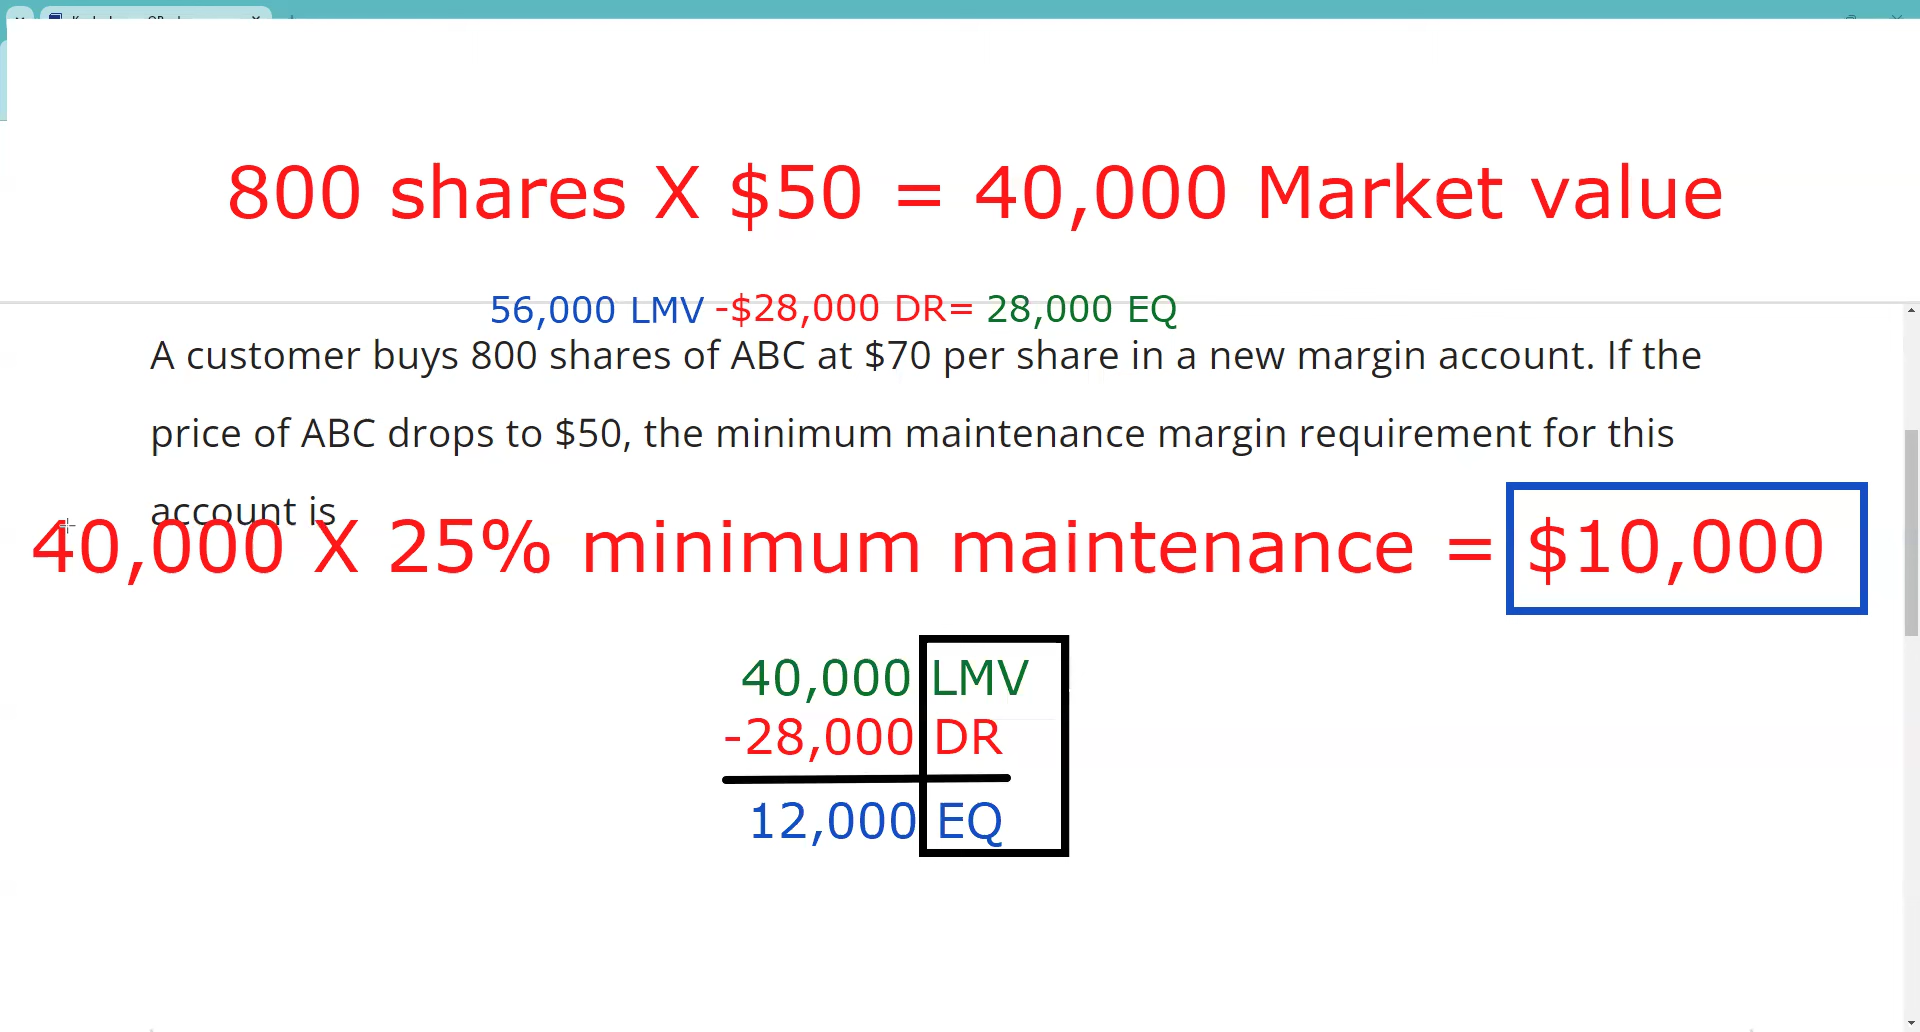 800 shares X $50 = 40,000 Market value
56,000 LMV -$28,000 DR= 28,000 EQ
A customer buys 800 shares of ABC at $70 per share in a new margin account. If the
price of ABC drops to $50, the minimum maintenance margin requirement for this
account is
40,000 X 25% minimum maintenance = $10,000
40,000 LMV
-28,000 DR
12,000 EQ